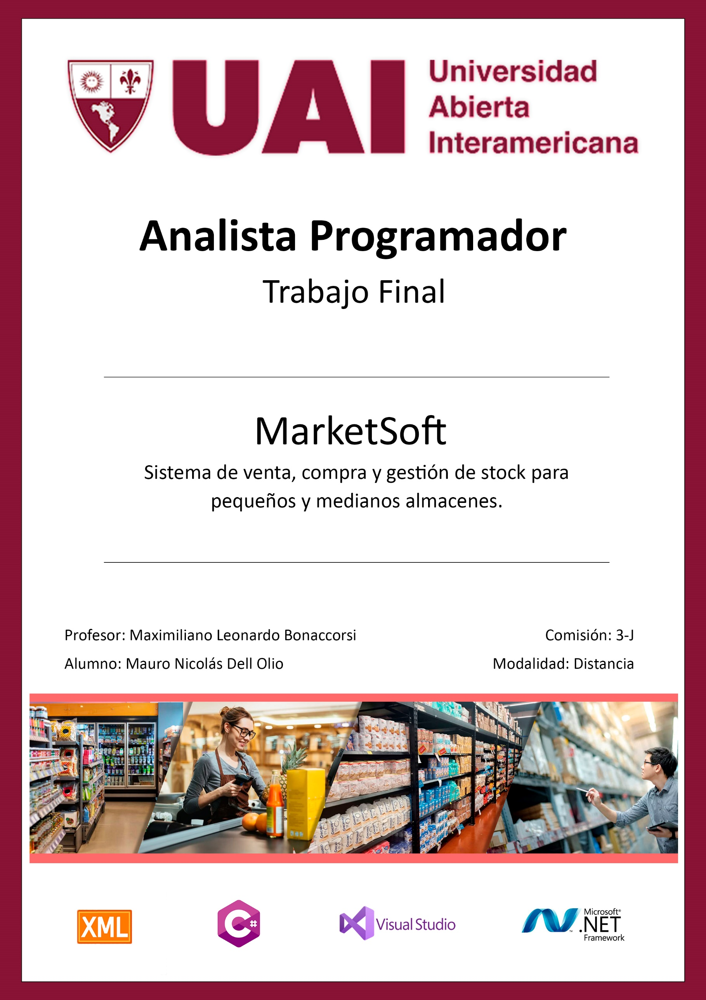 UAI
Universidad
Abierta
Interamericana
Analista Programador
Trabajo Final
MarketSoft
Sistema de venta, compra y gestión de stock para
pequeños y medianos almacenes.
Profesor: Maximiliano Leonardo Bonaccorsi
Comisión: 3-J
Alumno: Mauro Nicolás Dell Olio
Modalidad: Distancia
XML
C#
Visual Studio
Microsoft®
.NET
Framework